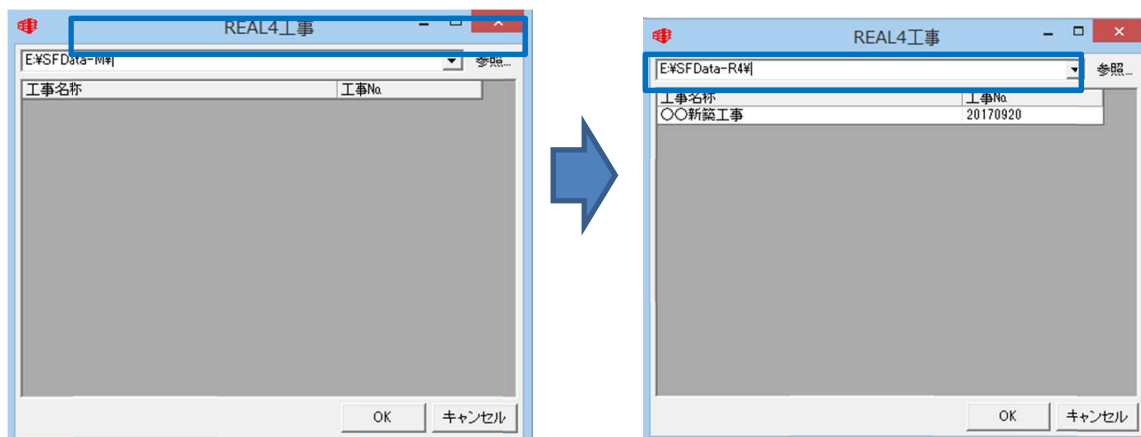 REAL4工事
E:¥SFData-M¥
参照...
工事名称 工事No.
OK キャンセル
REAL4工事
E:¥SFData-R4¥
参照...
工事名称 工事No.
〇〇新築工事 20170920
OK キャンセル